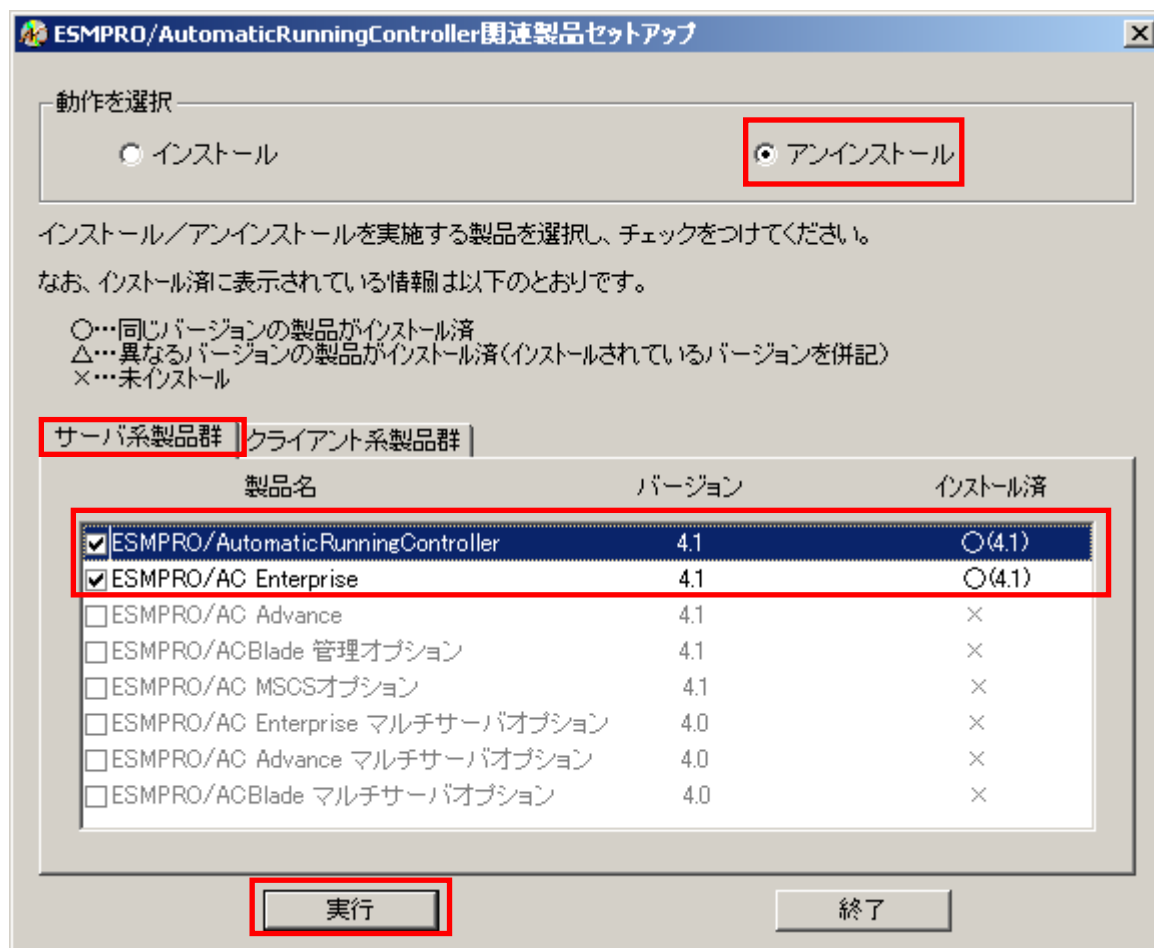 ESMPRO/AutomaticRunningController関連製品セットアップ
動作を選択
インストール アンインストール
インストール／アンインストールを実施する製品を選択し、チェックをつけてください。
なお、インストール済に表示されている情報は以下のとおりです。
○…同じバージョンの製品がインストール済
△…異なるバージョンの製品がインストール済(インストールされているバージョンを併記)
×…未インストール
サーバ系製品群 クライアント系製品群
製品名 バージョン インストール済
ESMPRO/AutomaticRunningController 4.1 ○(4.1)
ESMPRO/AC Enterprise 4.1 ○(4.1)
ESMPRO/AC Advance 4.1 ×
ESMPRO/ACBlade 管理オプション 4.1 ×
ESMPRO/AC MSCSオプション 4.1 ×
ESMPRO/AC Enterprise マルチサーバオプション 4.0 ×
ESMPRO/AC Advance マルチサーバオプション 4.0 ×
ESMPRO/ACBlade マルチサーバオプション 4.0 ×
実行 終了